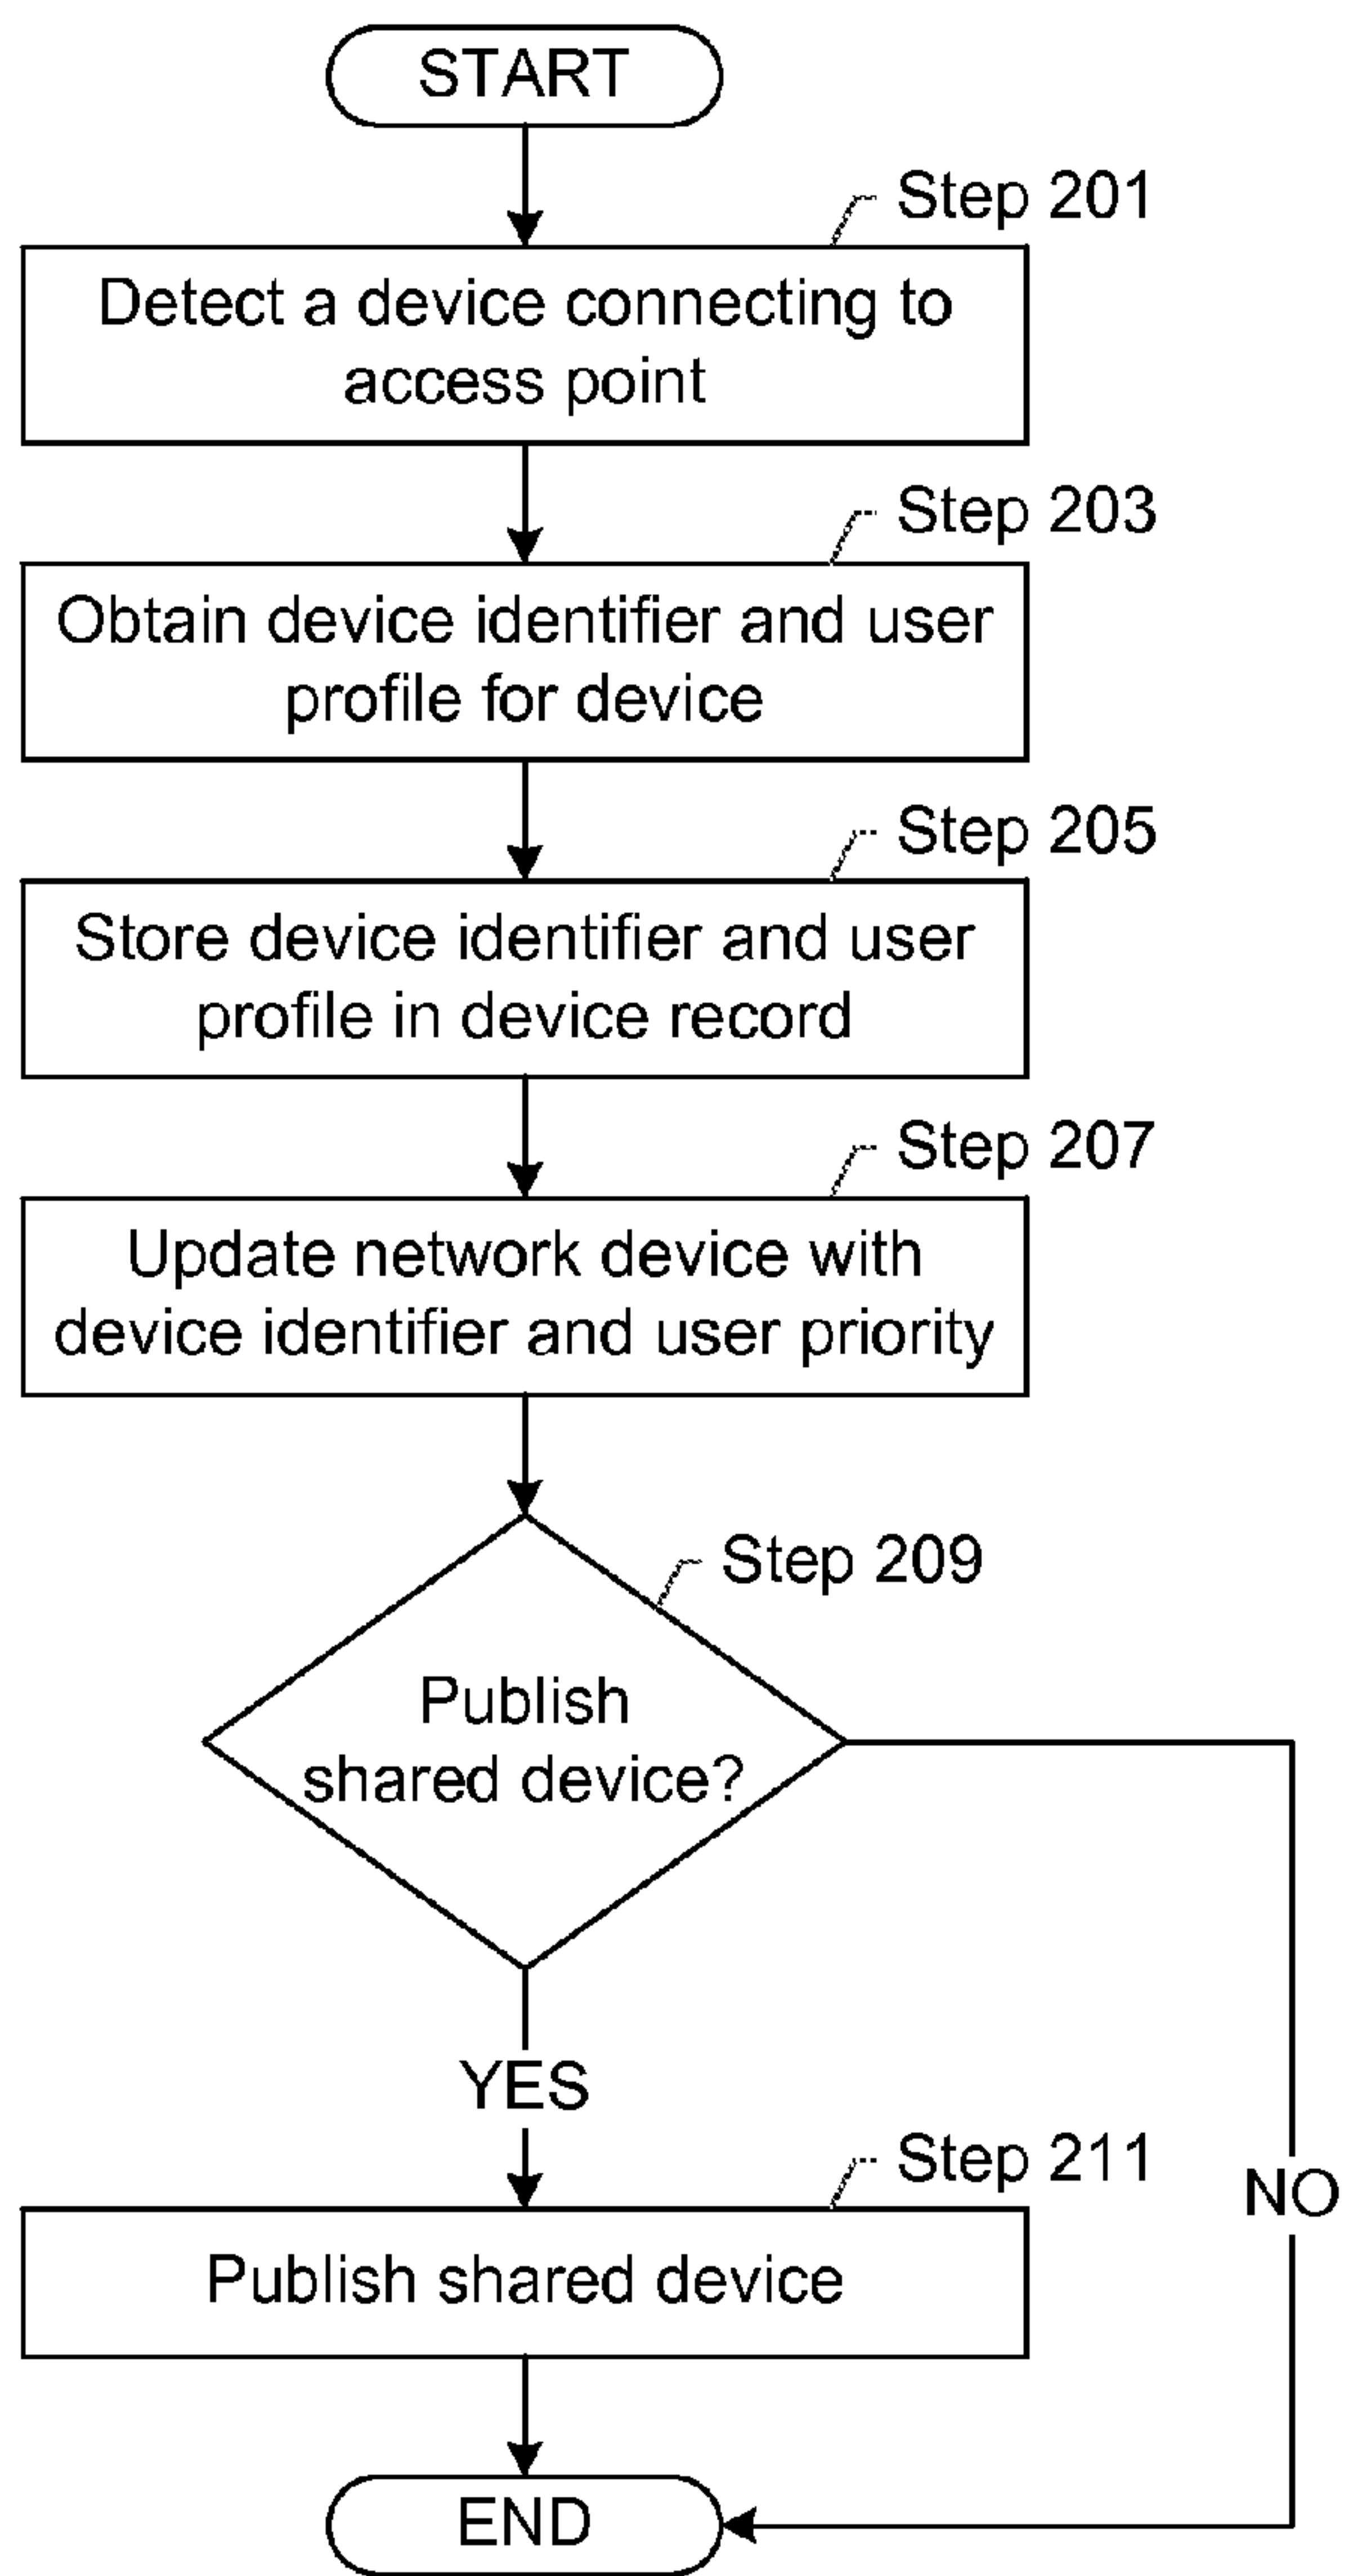 START
Step 201
Detect a device connecting to
access point
Step 203
Obtain device identifier and user
profile for device
Step 205
Store device identifier and user
profile in device record
Step 207
Update network device with
device identifier and user priority
Step 209
Publish
shared device?
YES
Step 211
NO
Publish shared device
END